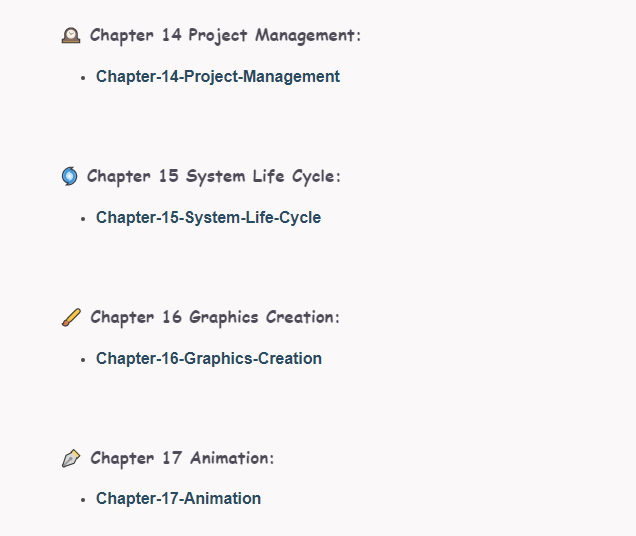 Chapter 14 Project Management:
Chapter-14-Project-Management
Chapter 15 System Life Cycle:
Chapter-15-System-Life-Cycle
Chapter 16 Graphics Creation:
Chapter-16-Graphics-Creation
Chapter 17 Animation:
Chapter-17-Animation